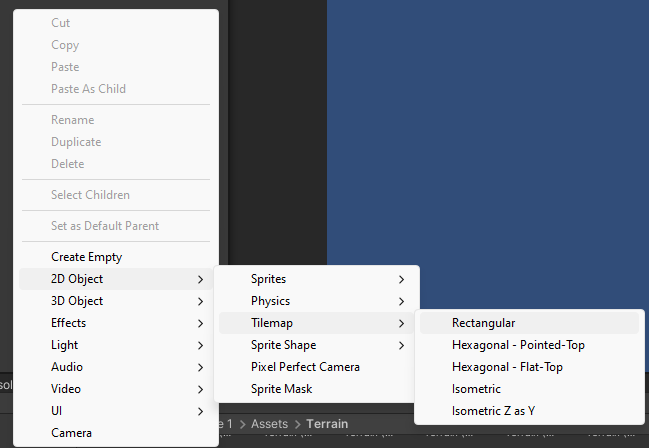 Cut
Copy
Paste
Paste As Child
Rename
Duplicate
Delete
Select Children
Set as Default Parent
Create Empty
2D Object
3D Object
Effects
Light
Audio
Video
UI
Camera
Sprites
Physics
Tilemap
Sprite Shape
Pixel Perfect Camera
Sprite Mask
Rectangular
Hexagonal - Pointed-Top
Hexagonal - Flat-Top
Isometric
Isometric Z as Y
1 > Assets > Terrain